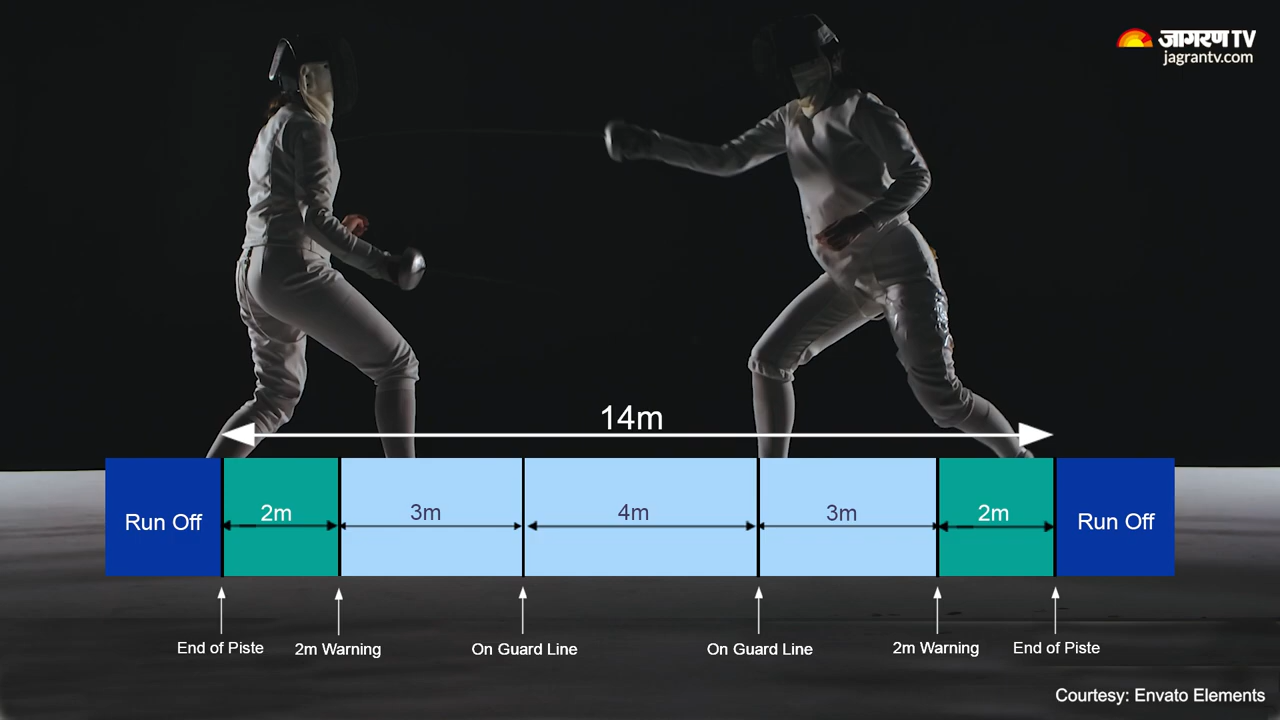 जागरण TV
jagrantv.com
14m
Run Off
2m
3m
4m
3m
2m
Run Off
End of Piste
2m Warning
On Guard Line
On Guard Line
2m Warning
End of Piste
Courtesy: Envato Elements